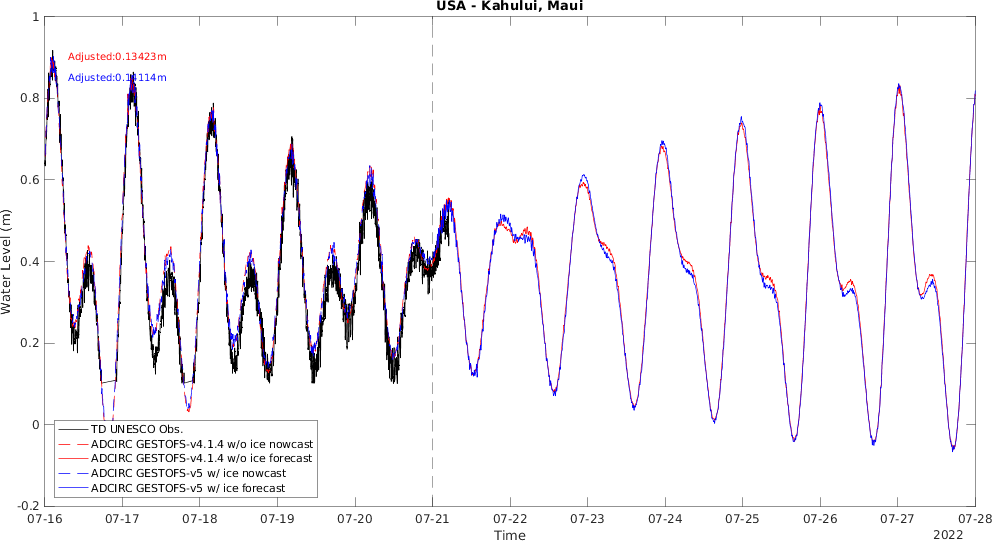 USA - Kahului, Maui
Adjusted:0.13423m
Water Level (m)
1
0.8
0.6
0.4
0.2
0
-0.2
TD UNESCO Obs.
ADCIRC GESTOFS-v4.1.4 w/o ice nowcast
ADCIRC GESTOFS-v4.1.4 w/o ice forecast
ADCIRC GESTOFS-v5 w/ ice nowcast
ADCIRC GESTOFS-v5 w/ ice forecast
07-16 07-17 07-18 07-19 07-20 07-21 07-22 07-23 07-24 07-25 07-26 07-27 07-28
Time
2022